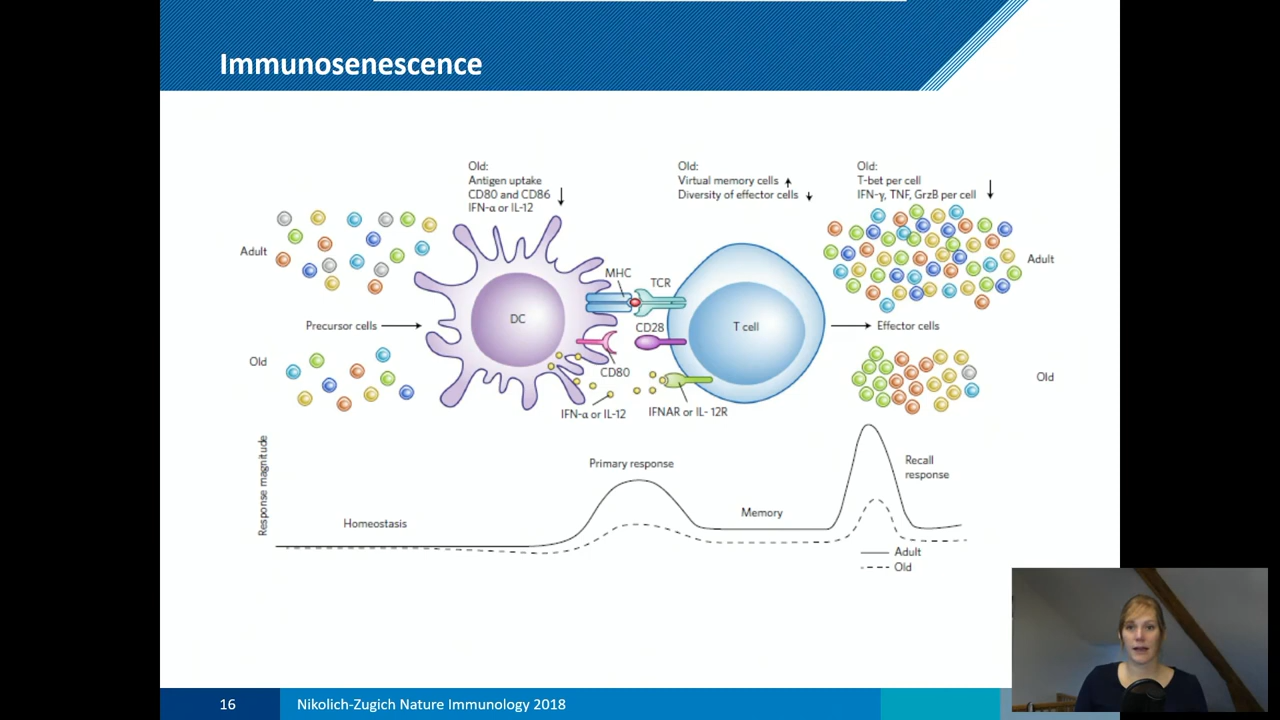 Immunosenescence
Old:
Antigen uptake
CD80 and CD86
IFN-α or IL-12
Old:
Virtual memory cells
Diversity of effector cells
Old:
T-bet per cell
IFN-γ, TNF, GrzB per cell
Adult
Adult
MHC
TCR
DC
T cell
CD28
Precursor cells
Effector cells
Old
CD80
Old
IFN-α or IL-12
IFNAR or IL- 12R
Response magnitude
Homeostasis
Primary response
Memory
Recall
response
Adult
Old
16
Nikolich-Zugich Nature Immunology 2018